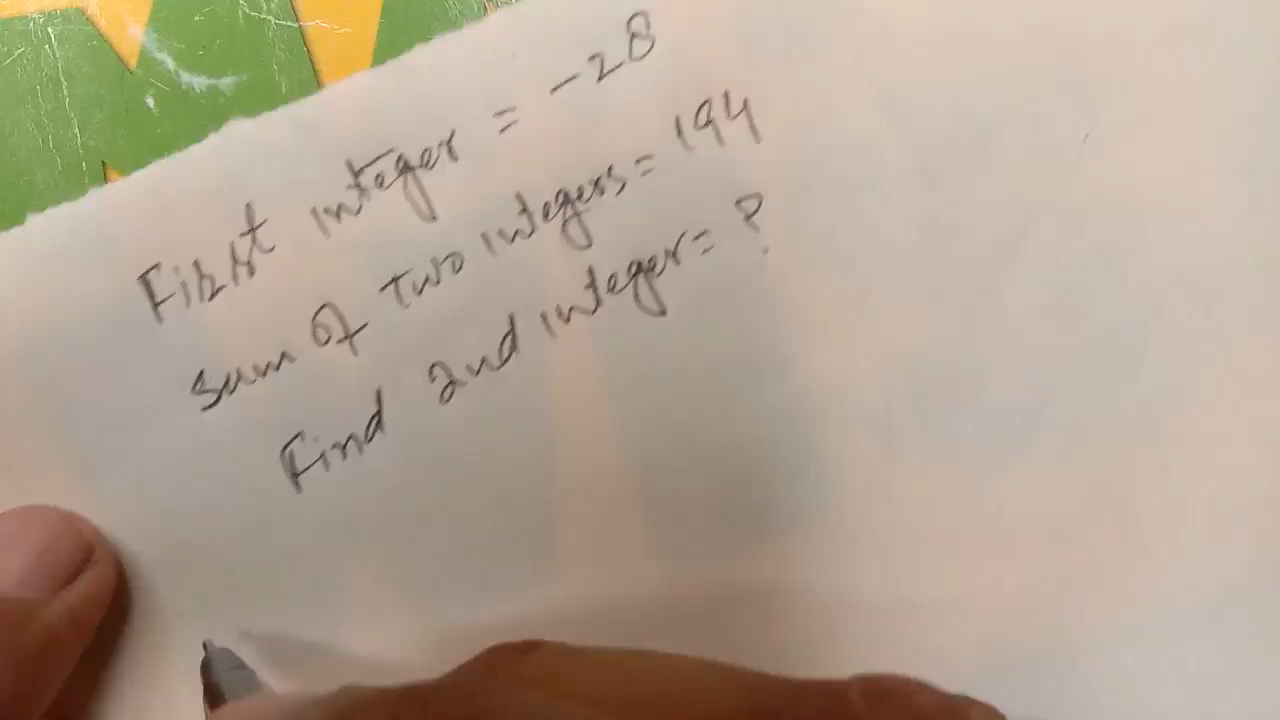 First integer = -28
Sum of two integers = 194
Find 2nd integer = ?